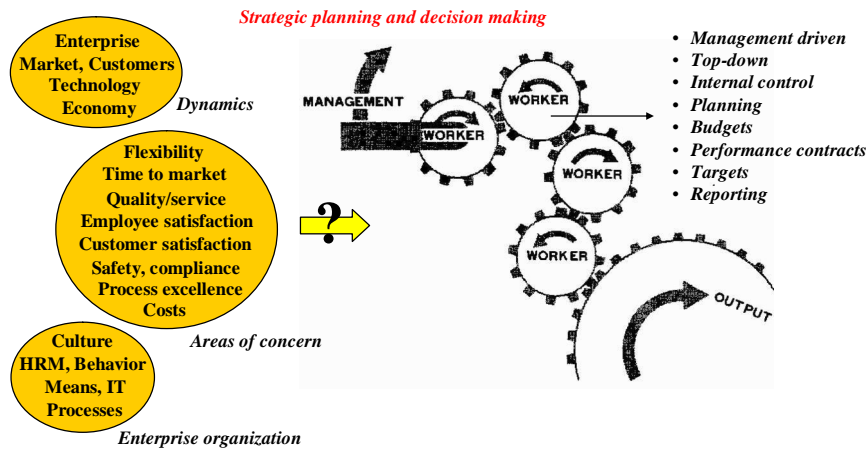 Strategic planning and decision making
Enterprise
Market, Customers
Technology
Economy
Dynamics
Flexibility
Time to market
Quality/service
Employee satisfaction
Customer satisfaction
Safety, compliance
Process excellence
Costs
Areas of concern
Culture
HRM, Behavior
Means, IT
Processes
Enterprise organization
?
MANAGEMENT
WORKER
WORKER
WORKER
WORKER
OUTPUT
• Management driven
• Top-down
• Internal control
• Planning
• Budgets
• Performance contracts
• Targets
• Reporting